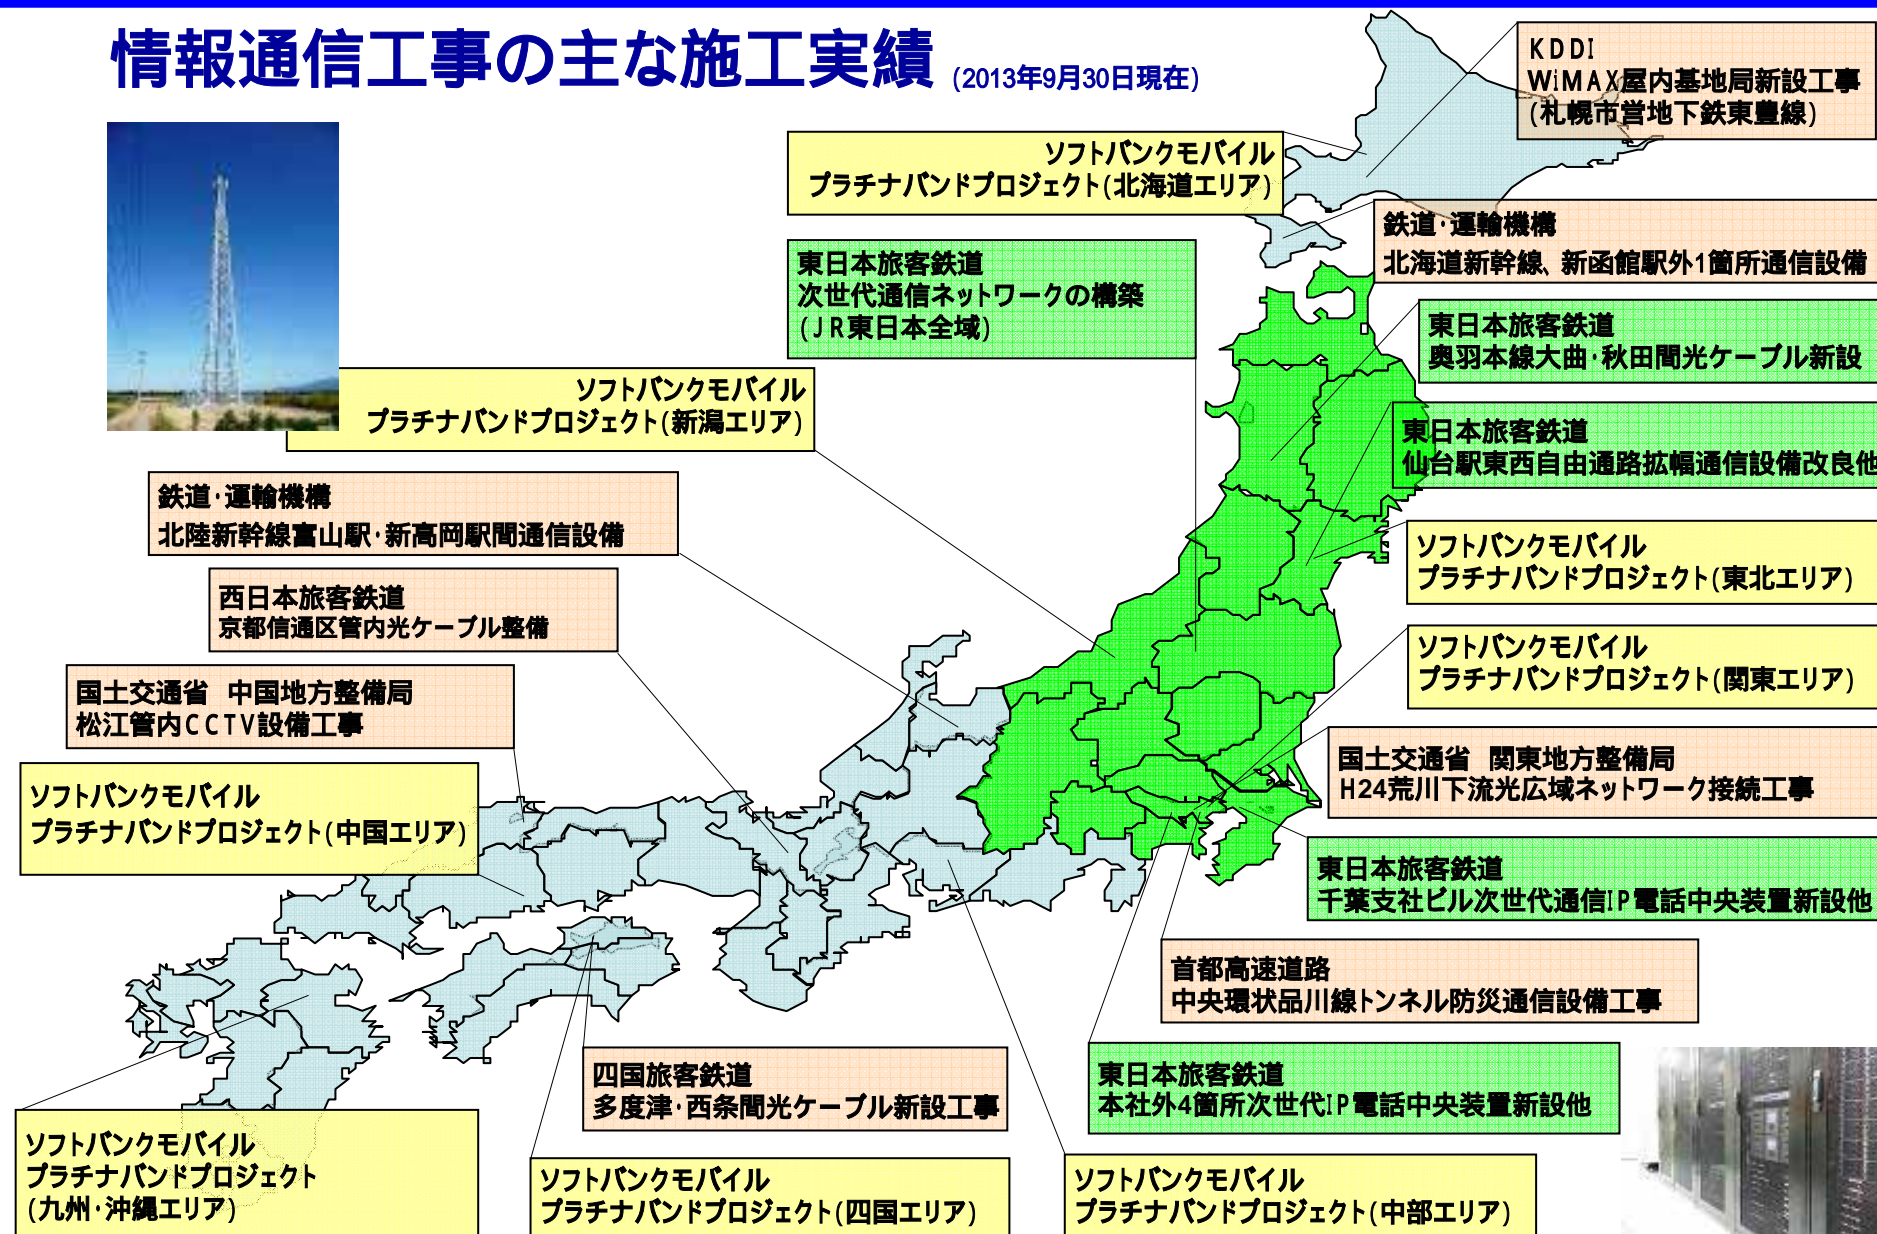 情報通信工事の主な施工実績 (2013年9月30日現在)
KDDI
WiMAX屋内基地局新設工事
(札幌市営地下鉄東豊線)
ソフトバンクモバイル
プラチナバンドプロジェクト(北海道エリア)
鉄道・運輸機構
北海道新幹線、新函館駅外1箇所通信設備
東日本旅客鉄道
次世代通信ネットワークの構築
(JR東日本全域)
東日本旅客鉄道
奥羽本線大曲・秋田間光ケーブル新設
ソフトバンクモバイル
プラチナバンドプロジェクト(新潟エリア)
東日本旅客鉄道
仙台駅東西自由通路拡幅通信設備改良他
鉄道・運輸機構
北陸新幹線富山駅・新高岡駅間通信設備
ソフトバンクモバイル
プラチナバンドプロジェクト(東北エリア)
西日本旅客鉄道
京都信通区管内光ケーブル整備
ソフトバンクモバイル
プラチナバンドプロジェクト(関東エリア)
国土交通省 中国地方整備局
松江管内CCTV設備工事
国土交通省 関東地方整備局
H24荒川下流光広域ネットワーク接続工事
ソフトバンクモバイル
プラチナバンドプロジェクト(中国エリア)
東日本旅客鉄道
千葉支社ビル次世代通信IP電話中央装置新設他
首都高速道路
中央環状品川線トンネル防災通信設備工事
四国旅客鉄道
多度津・西条間光ケーブル新設工事
東日本旅客鉄道
本社外4箇所次世代IP電話中央装置新設他
ソフトバンクモバイル
プラチナバンドプロジェクト
(九州・沖縄エリア)
ソフトバンクモバイル
プラチナバンドプロジェクト(四国エリア)
ソフトバンクモバイル
プラチナバンドプロジェクト(中部エリア)